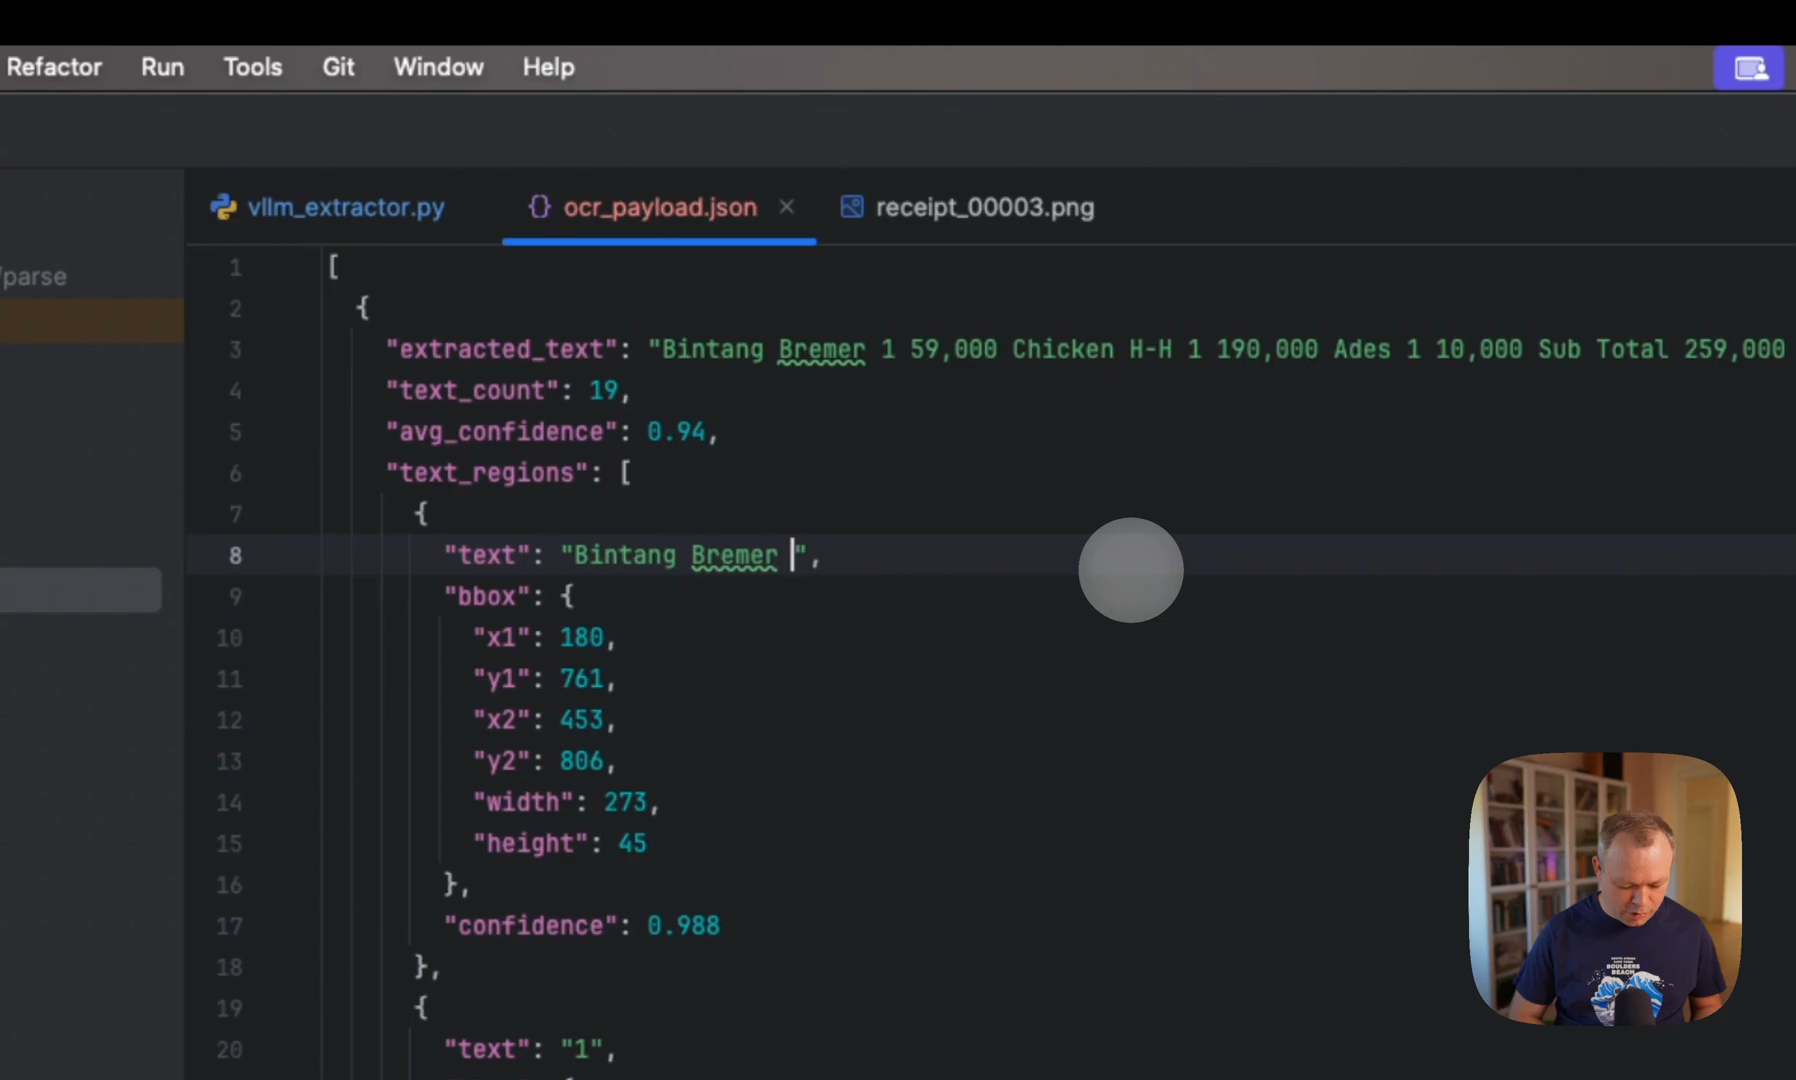 Refactor Run Tools Git Window Help
/parse
vllm_extractor.py ocr_payload.json receipt_00003.png
1 [
2 {
3 "extracted_text": "Bintang Bremer 1 59,000 Chicken H-H 1 190,000 Ades 1 10,000 Sub Total 259,000
4 "text_count": 19,
5 "avg_confidence": 0.94,
6 "text_regions": [
7 {
8 "text": "Bintang Bremer ",
9 "bbox": {
10 "x1": 180,
11 "y1": 761,
12 "x2": 453,
13 "y2": 806,
14 "width": 273,
15 "height": 45
16 },
17 "confidence": 0.988
18 },
19 {
20 "text": "1",
BOULDERS
BEACH